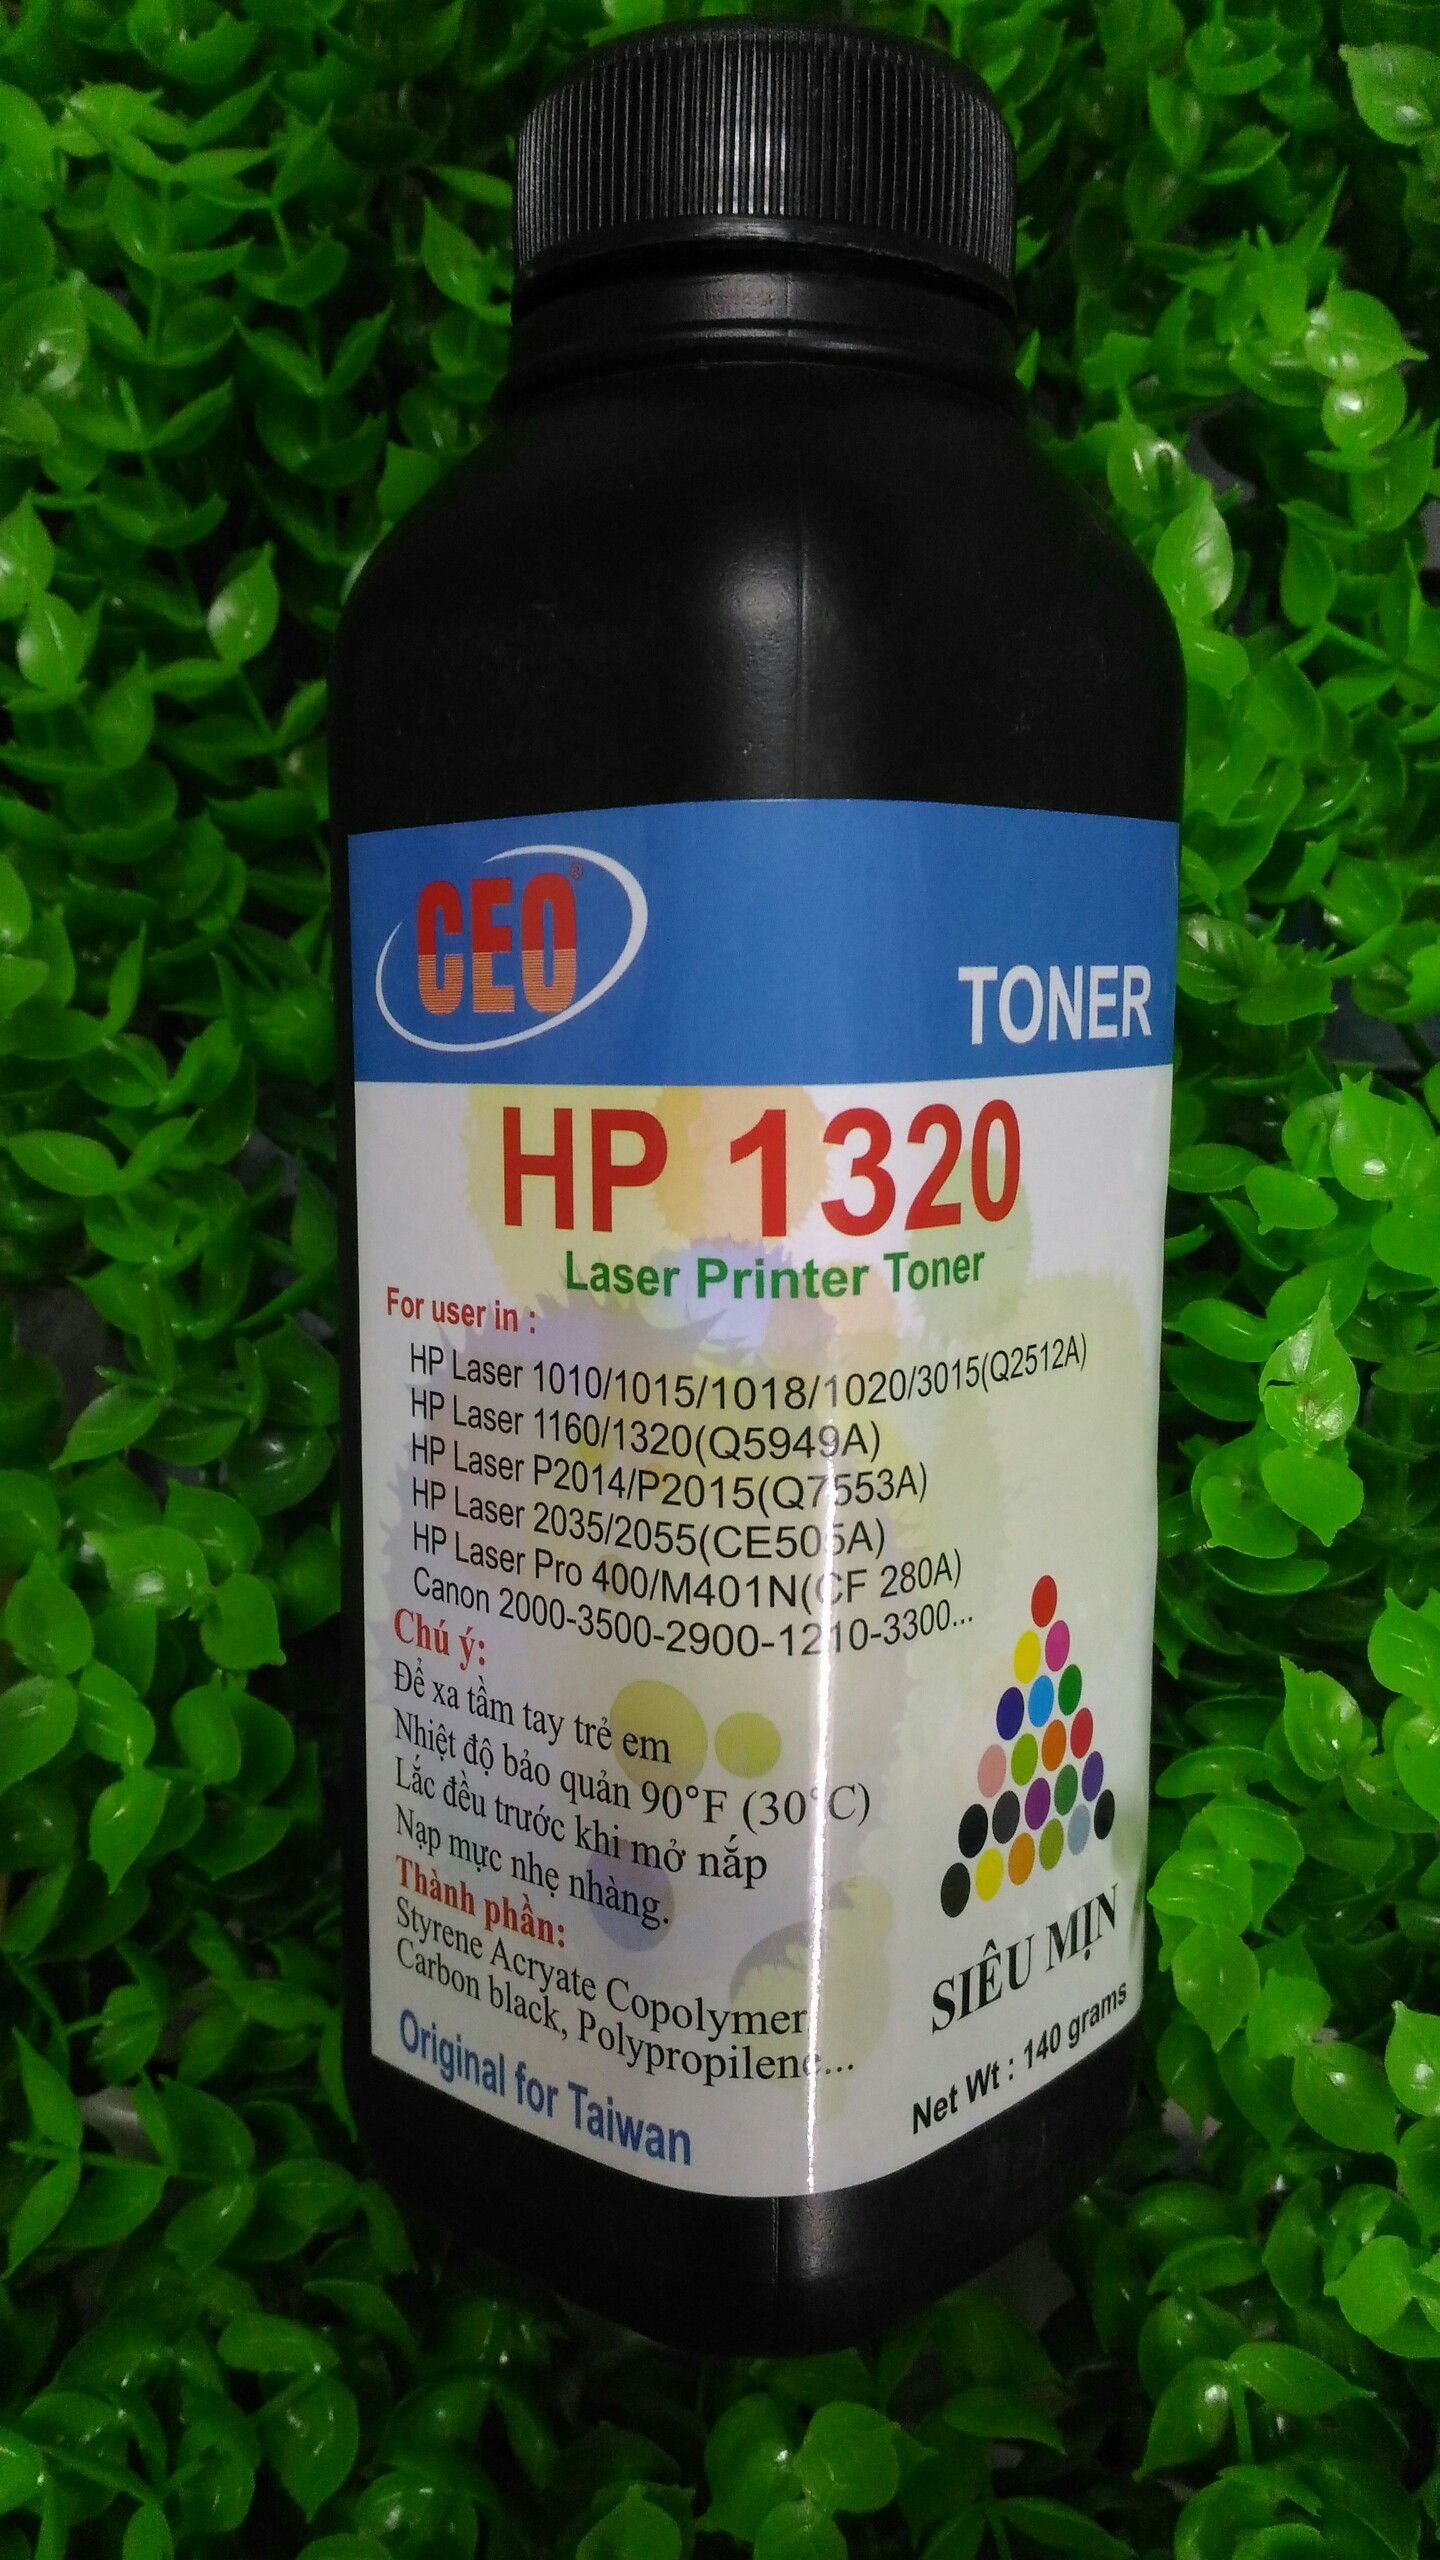 CEO®
TONER
HP 1320
Laser Printer Toner
For user in :
HP Laser 1010/1015/1018/1020/3015(Q2512A)
HP Laser 1160/1320(Q5949A)
HP Laser P2014/P2015(Q7553A)
HP Laser 2035/2055(CE505A)
HP Laser Pro 400/M401N(CF 280A)
Canon 2000-3500-2900-1210-3300...
Chú ý:
Để xa tầm tay trẻ em
Nhiệt độ bảo quản 90°F (30°C)
Lắc đều trước khi mở nắp
Nạp mực nhẹ nhàng.
Thành phần:
Styrene Acryate Copolymer
Carbon black, Polypropilene...
Original for Taiwan
SIÊU MỊN
Net Wt : 140 grams